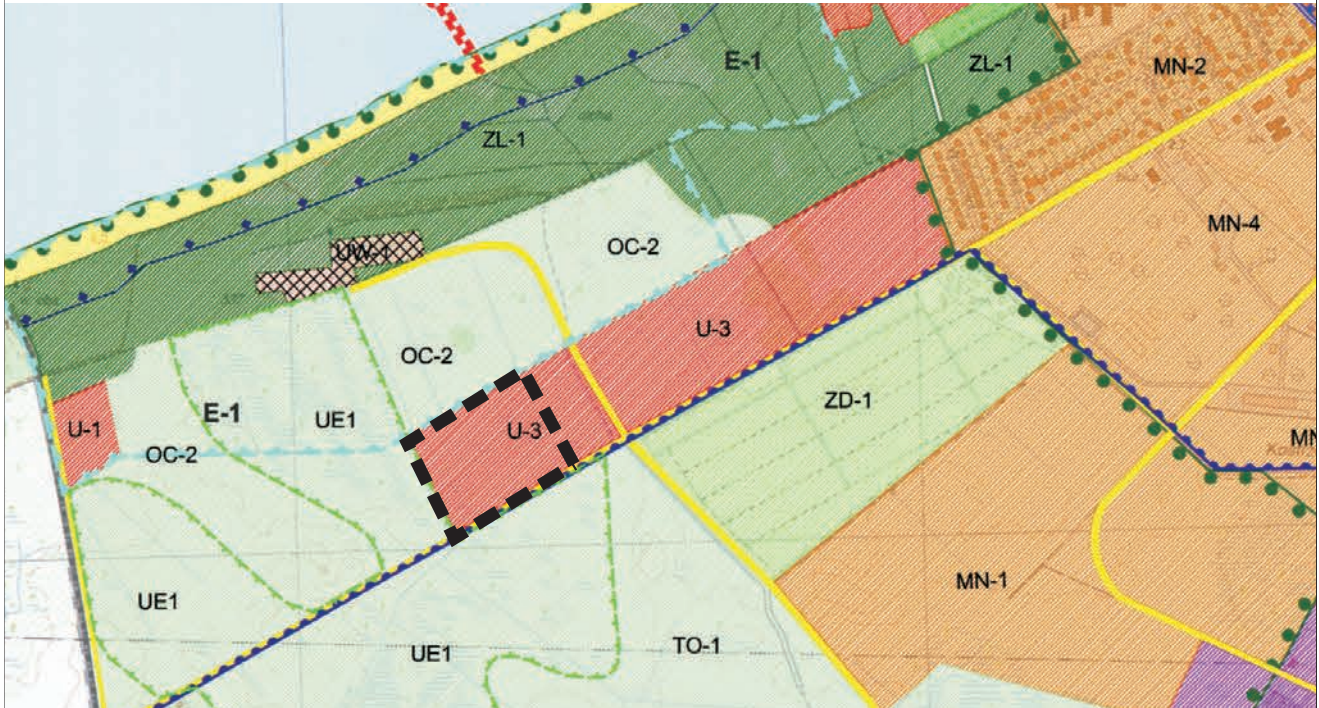 E-1
ZL-1
MN-2
ZL-1
MN-4
UW-1
OC-2
U-3
OC-2
ZD-1
E-1
UE1
U-3
U-1
OC-2
MN-1
UE1
TO-1
UE1